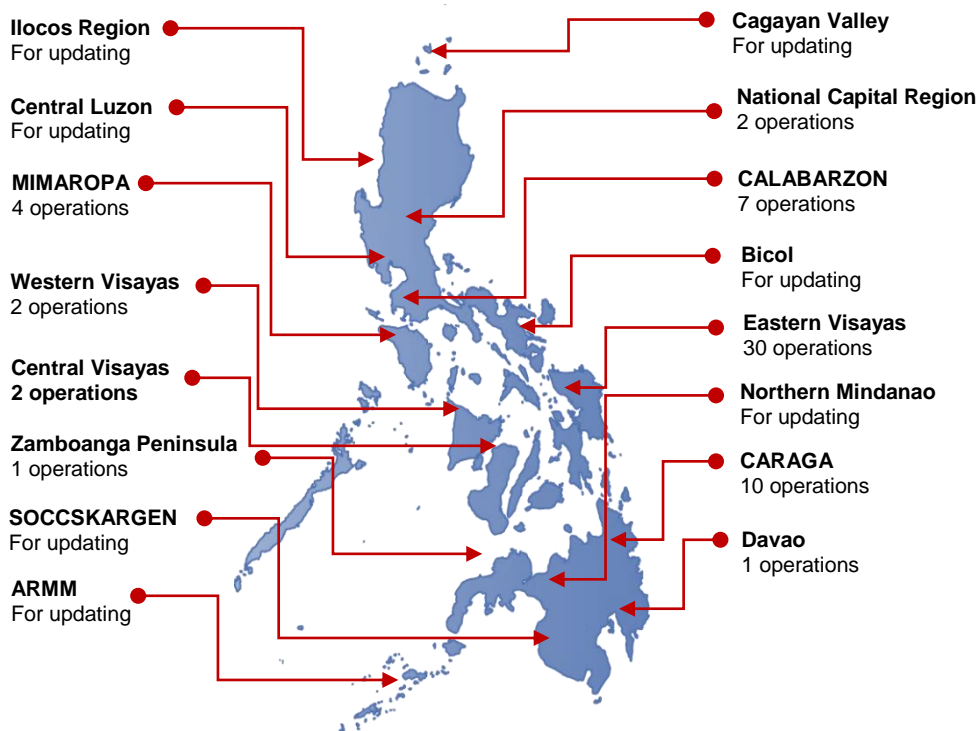 Ilocos Region
For updating
Central Luzon
For updating
MIMAROPA
4 operations
Western Visayas
2 operations
Central Visayas
2 operations
Zamboanga Peninsula
1 operations
SOCCSKARGEN
For updating
ARMM
For updating
Cagayan Valley
For updating
National Capital Region
2 operations
CALABARZON
7 operations
Bicol
For updating
Eastern Visayas
30 operations
Northern Mindanao
For updating
CARAGA
10 operations
Davao
1 operations